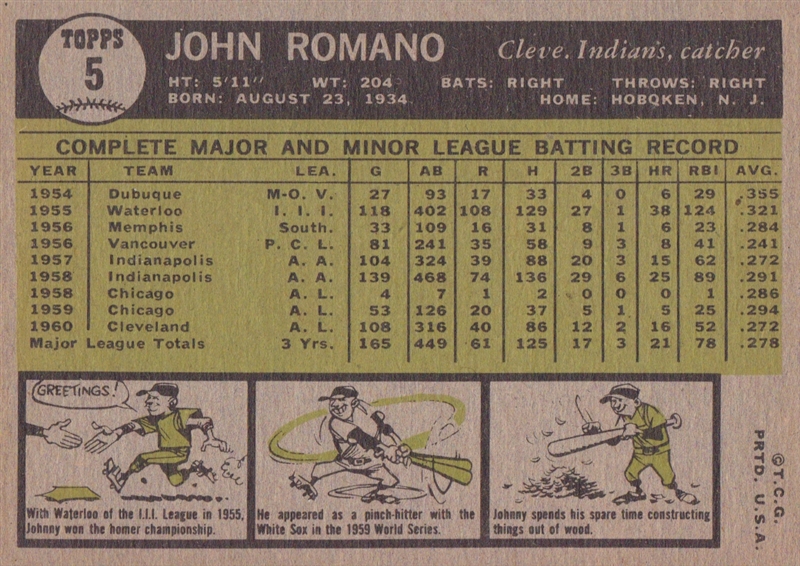 TOPPS
5
JOHN ROMANO
Cleve. Indians, catcher
HT: 5'11" WT: 204 BATS: RIGHT THROWS: RIGHT
BORN: AUGUST 23, 1934 HOME: HOBOKEN, N. J.
COMPLETE MAJOR AND MINOR LEAGUE BATTING RECORD
YEAR TEAM LEA. G AB R H 2B 3B HR RBI AVG.
1954 Dubuque M-O. V. 27 93 17 33 4 0 6 29 .355
1955 Waterloo I. I. I. 118 402 108 129 27 1 38 124 .321
1956 Memphis South. 33 109 16 31 8 1 6 23 .284
1956 Vancouver P. C. L. 81 241 35 58 9 3 8 41 .241
1957 Indianapolis A. A. 104 324 39 88 20 3 15 62 .272
1958 Indianapolis A. A. 139 468 74 136 29 6 25 89 .291
1958 Chicago A. L. 4 7 1 2 0 0 0 1 .286
1959 Chicago A. L. 53 126 20 37 5 1 5 25 .294
1960 Cleveland A. L. 108 316 40 86 12 2 16 52 .272
Major League Totals 3 Yrs. 165 449 61 125 17 3 21 78 .278
GREETINGS!
With Waterloo of the I.I.I. League in 1955,
Johnny won the homer championship.
He appeared as a pinch-hitter with the
White Sox in the 1959 World Series.
Johnny spends his spare time constructing
things out of wood.
©T.C.G.
PRTD. U.S.A.